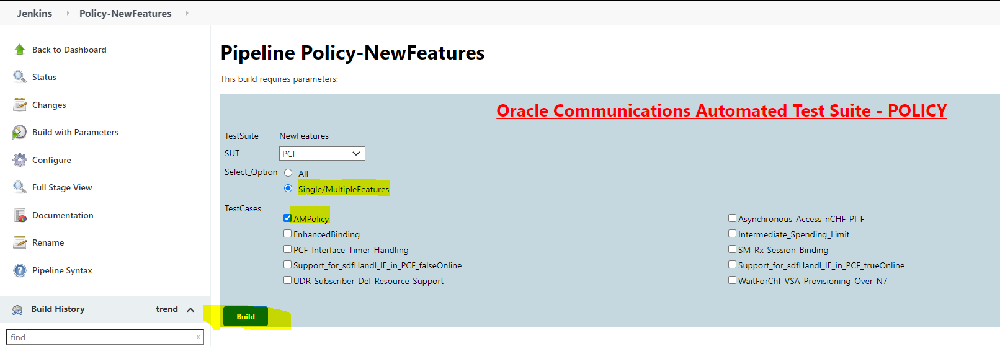 Jenkins Policy-NewFeatures
Back to Dashboard
Status
Changes
Build with Parameters
Configure
Full Stage View
Documentation
Rename
Pipeline Syntax
Build History trend
find x
Pipeline Policy-NewFeatures
This build requires parameters:
Oracle Communications Automated Test Suite - POLICY
TestSuite NewFeatures
SUT PCF
Select_Option All
Single/MultipleFeatures
TestCases
AMPolicy Asynchronous_Access_nCHF_PI_F
EnhancedBinding Intermediate_Spending_Limit
PCF_Interface_Timer_Handling SM_Rx_Session_Binding
Support_for_sdfHandl_IE_in_PCF_falseOnline Support_for_sdfHandl_IE_in_PCF_trueOnline
UDR_Subscriber_Del_Resource_Support WaitForChf_VSA_Provisioning_Over_N7
Build